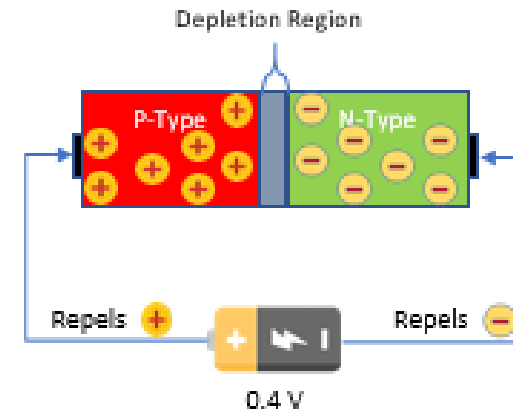 Depletion Region
P-Type
N-Type
Repels
Repels
0.4 V